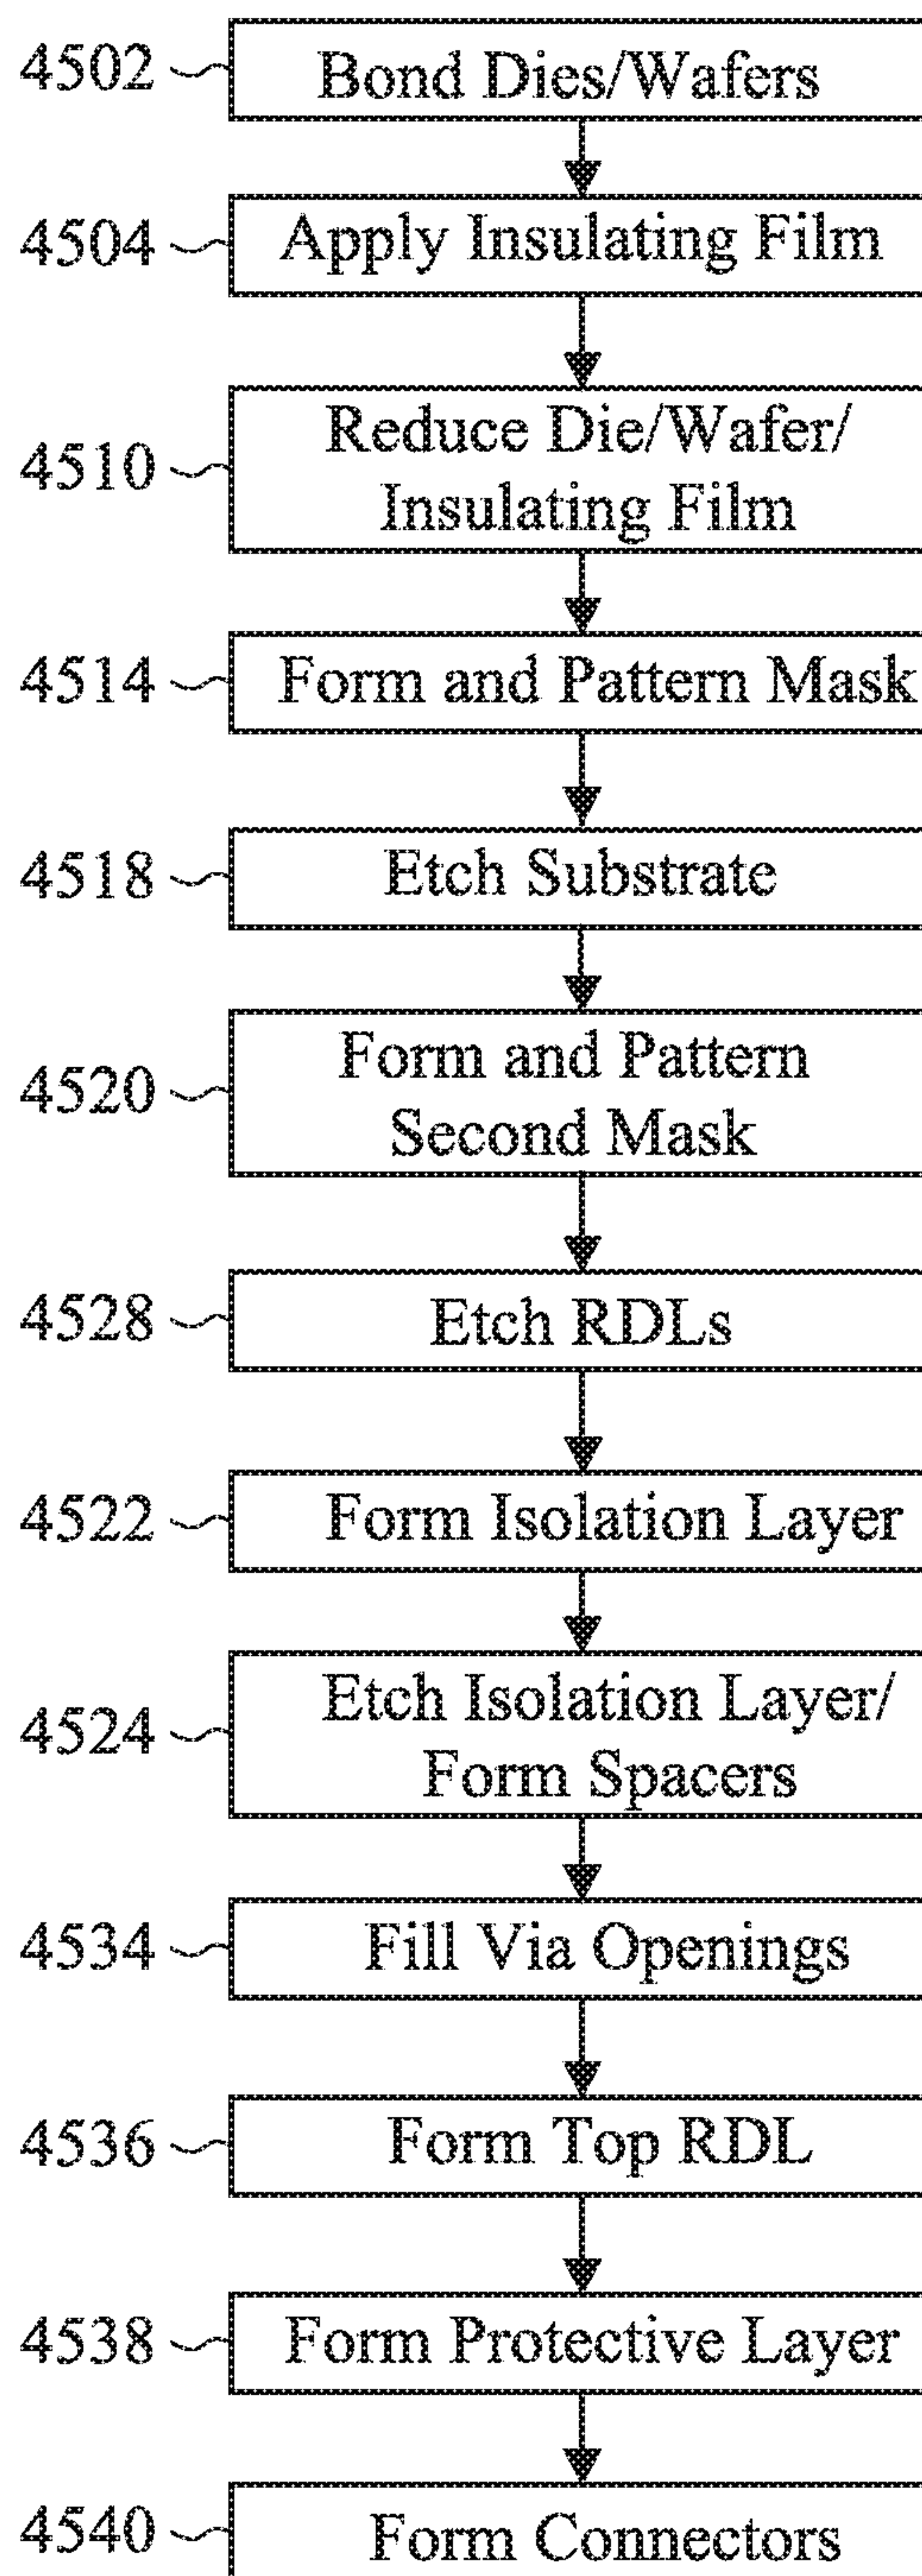 4502 Bond Dies/Wafers
4504 Apply Insulating Film
4510 Reduce Die/Wafer/
Insulating Film
4514 Form and Pattern Mask
4518 Etch Substrate
4520 Form and Pattern
Second Mask
4528 Etch RDLs
4522 Form Isolation Layer
4524 Etch Isolation Layer/
Form Spacers
4534 Fill Via Openings
4536 Form Top RDL
4538 Form Protective Layer
4540 Form Connectors